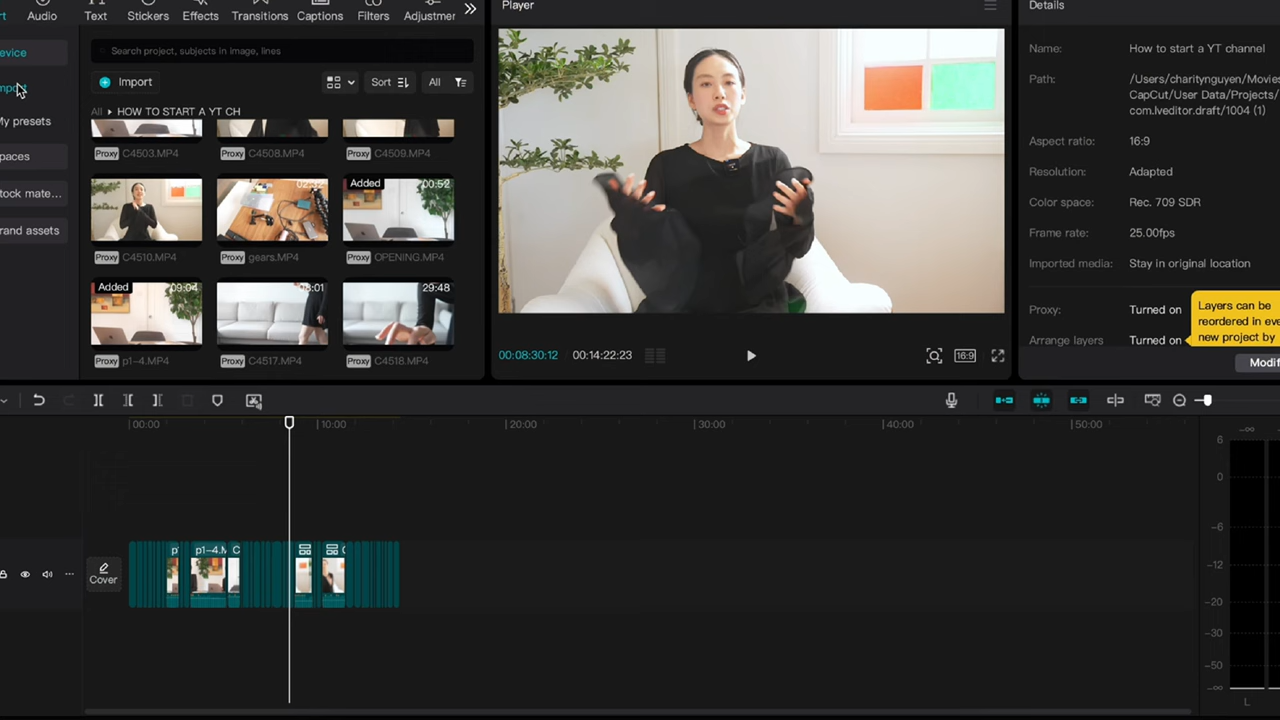 Audio
Text
Stickers
Effects
Transitions
Captions
Filters
Adjustmer
Player
Details
evice
Search project, subjects in image, lines
Import
Sort
All
My presets
paces
tock mate...
rand assets
All
HOW TO START A YT CH
Proxy C4503.MP4
Proxy C4508.MP4
Proxy C4509.MP4
Added
00:52
Proxy C4510.MP4
Proxy gears.MP4
Proxy OPENING.MP4
Added
09:04
29:48
Proxy p1-4.MP4
Proxy C4517.MP4
Proxy C4518.MP4
00:08:30:12
00:14:22:23
16:9
Name:
How to start a YT channel
Path:
/Users/charitynguyen/Movies
CapCut/User Data/Projects/
com.lveditor.draft/1004 (1)
Aspect ratio:
16:9
Resolution:
Adapted
Color space:
Rec. 709 SDR
Frame rate:
25.00fps
Imported media:
Stay in original location
Proxy:
Turned on
Arrange layers
Turned on
Layers can be
reordered in eve
new project by
Modif
00:00
10:00
20:00
30:00
40:00
50:00
p1-4.M
C
Cover
6
0
-6
-12
-20
-30
-50
-∞
L